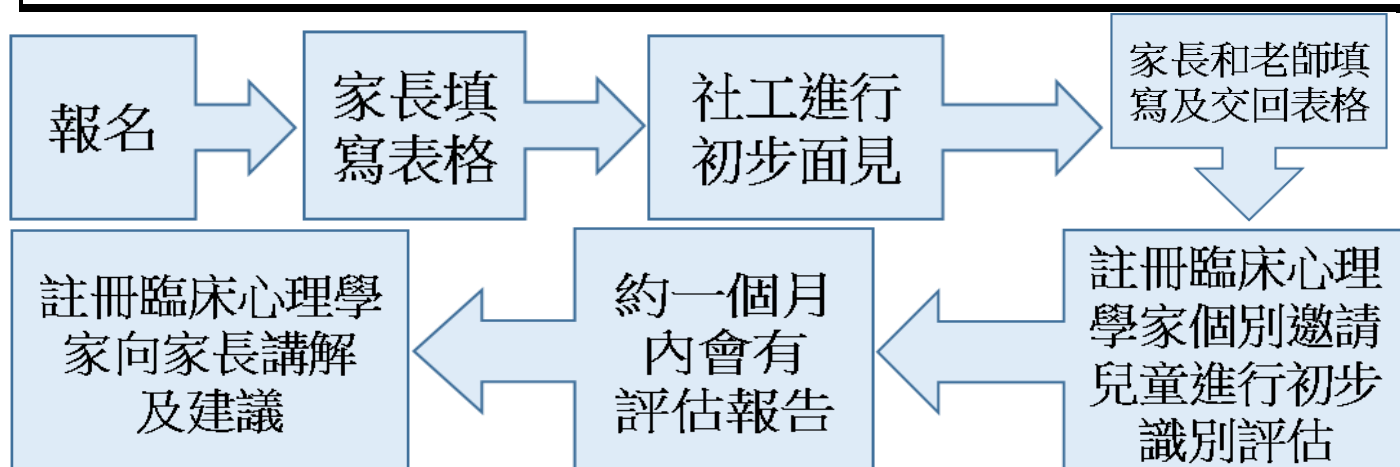 報名
家長填
寫表格
社工進行
初步面見
家長和老師填
寫及交回表格
註冊臨床心理
學家個別邀請
兒童進行初步
識別評估
約一個月
內會有
評估報告
註冊臨床心理學
家向家長講解
及建議